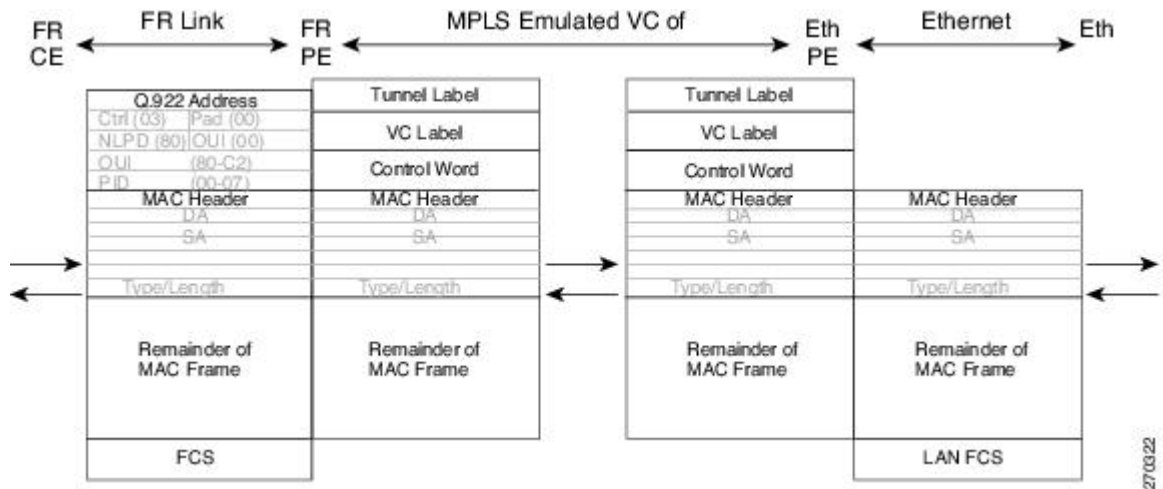 FR CE
FR Link
FR PE
MPLS Emulated VC of
Eth PE
Ethernet
Eth
Q.922 Address
Ctrl (03) Pad (00)
NLPD (80) OUI (00)
OUI (80-C2)
PID (00-07)
MAC Header
DA
SA
Type/Length
Remainder of
MAC Frame
FCS
Tunnel Label
VC Label
Control Word
MAC Header
DA
SA
Type/Length
Remainder of
MAC Frame
Tunnel Label
VC Label
Control Word
MAC Header
DA
SA
Type/Length
Remainder of
MAC Frame
MAC Header
DA
SA
Type/Length
Remainder of
MAC Frame
LAN FCS
270322